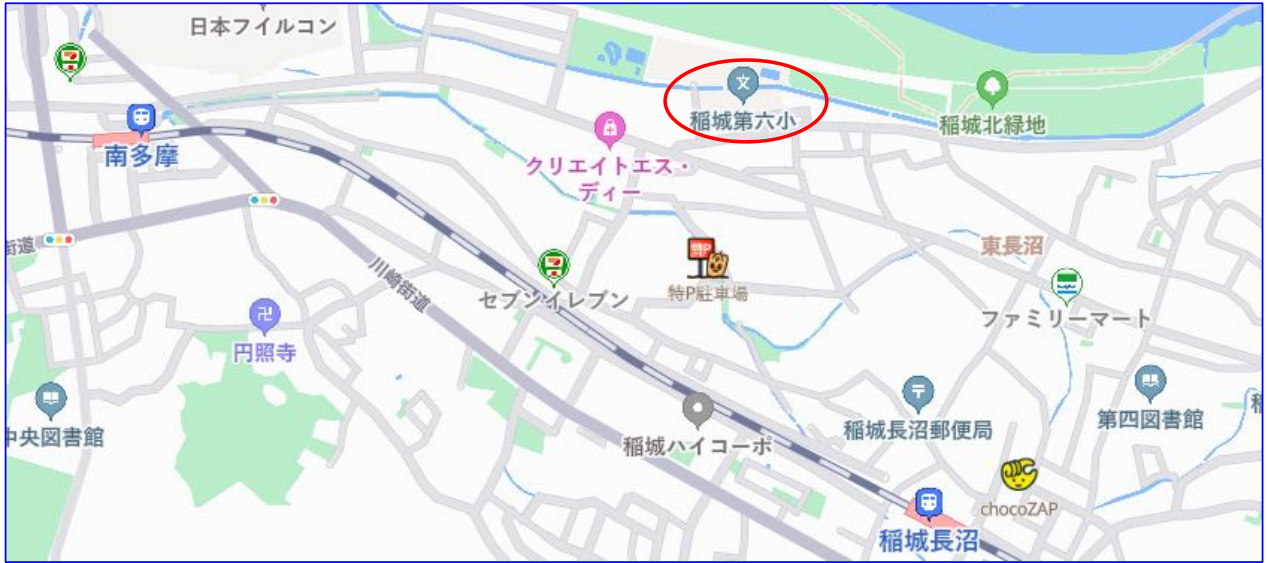 日本フイルコン
文
稲城第六小
稲城北緑地
南多摩
クリエイトエス・
ディー
街道
東長沼
特P
川崎街道
セブンイレブン
特P駐車場
ファミリーマート
卍
円照寺
〒
中央図書館
稲城長沼郵便局
第四図書館
稲城ハイコーポ
chocoZAP
稲城長沼